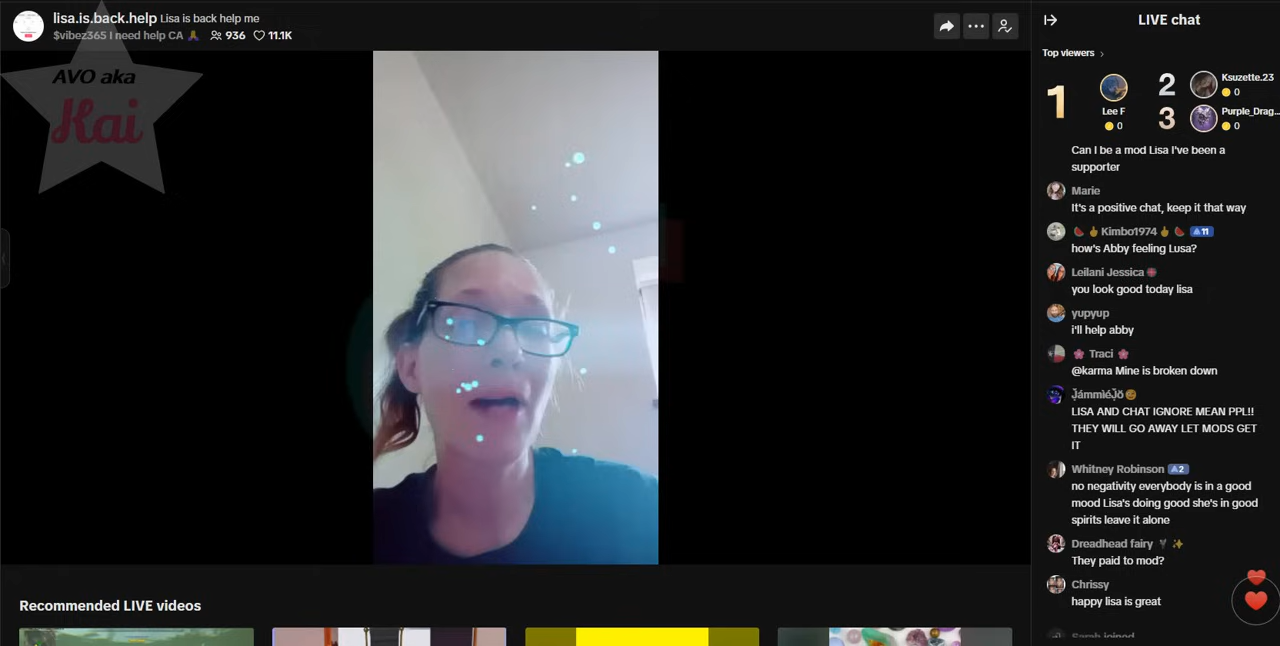 lisa.is.back.help Lisa is back help me
$vibez365 I need help CA 🙏 936 11.1K
AVO aka
Kai
LIVE chat
Top viewers
1
Lee F
0
2
Ksuzette.23
0
3
Purple_Drag...
0
Can I be a mod Lisa I've been a
supporter
Marie
It's a positive chat, keep it that way
🍉🖕Kimbo1974🖕🍉 11
how's Abby feeling Lusa?
Leilani Jessica
you look good today lisa
yupyup
i'll help abby
🌸 Traci 🌸
@karma Mine is broken down
LISA AND CHAT IGNORE MEAN PPL!!
THEY WILL GO AWAY LET MODS GET
IT
Whitney Robinson 2
no negativity everybody is in a good
mood Lisa's doing good she's in good
spirits leave it alone
Dreadhead fairy
They paid to mod?
Chrissy
happy lisa is great
Sarah joined
Recommended LIVE videos